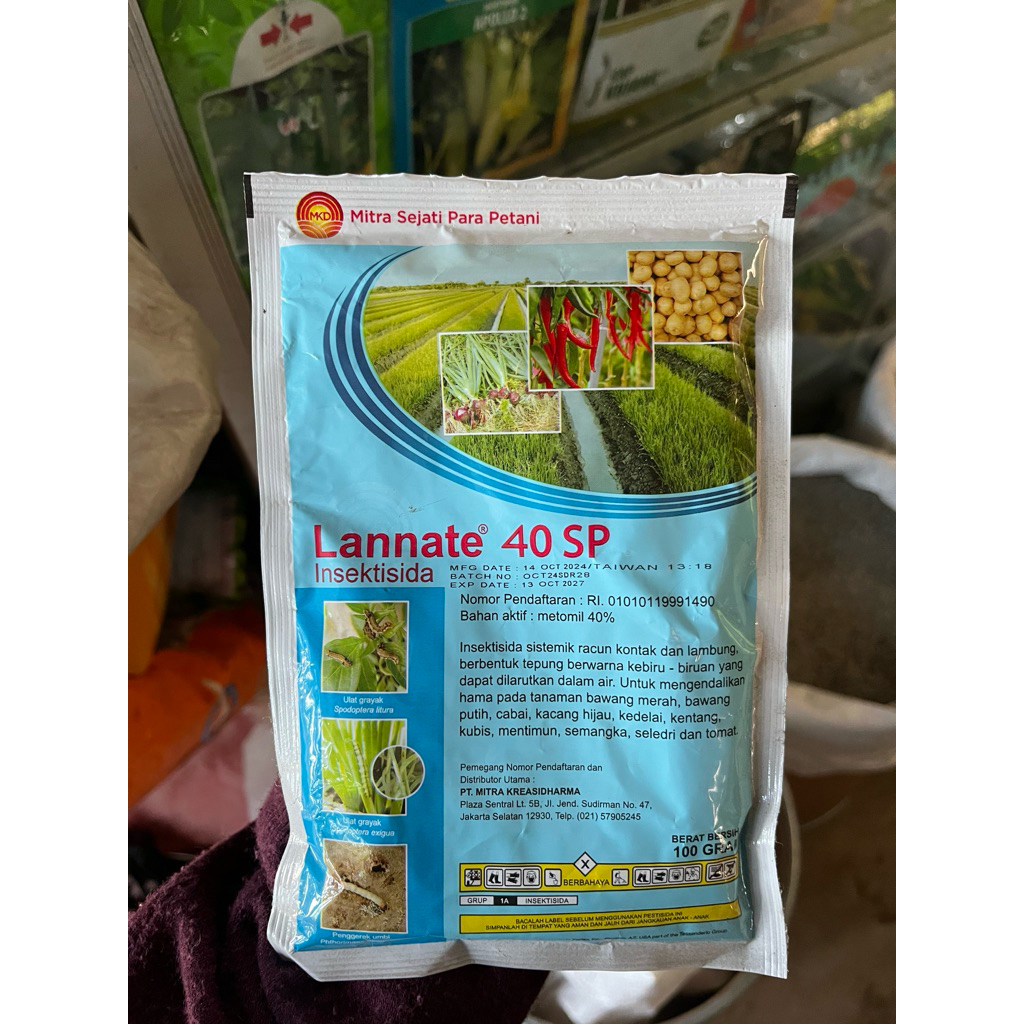 MKD Mitra Sejati Para Petani
Lannate® 40 SP
Insektisida
MFG DATE : 14 OCT 2024/TAIWAN 13:18
BATCH NO : OCT24SDR28
EXP DATE : 13 OCT 2027
Nomor Pendaftaran : RI. 01010119991490
Bahan aktif : metomil 40%
Insektisida sistemik racun kontak dan lambung,
berbentuk tepung berwarna kebiru - biruan yang
dapat dilarutkan dalam air. Untuk mengendalikan
hama pada tanaman bawang merah, bawang
putih, cabai, kacang hijau, kedelai, kentang,
kubis, mentimun, semangka, seledri dan tomat.
Ulat grayak
Spodoptera litura
Ulat grayak
exigua
Penggerek umbi
Pemegang Nomor Pendaftaran dan
Distributor Utama :
PT. MITRA KREASIDHARMA
Plaza Sentral Lt. 5B, Jl. Jend. Sudirman No. 47,
Jakarta Selatan 12930, Telp. (021) 57905245
BERAT BERSIH
100 GRA
X
BERBAHAYA
GRUP 1A INSEKTISIDA
BACALAH LABEL SEBELUM MENGGUNAKAN PESTISIDA INI
SIMPANLAH DI TEMPAT YANG AMAN DAN JAUH DARI JANGKAUAN ANAK - ANAK